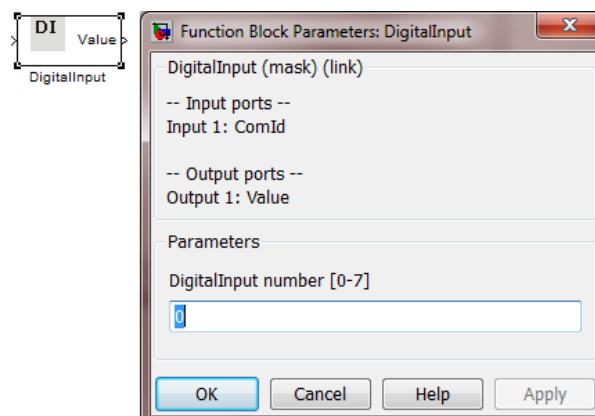 DI
Value
DigitalInput
Function Block Parameters: DigitalInput
DigitalInput (mask) (link)
-- Input ports --
Input 1: ComId
-- Output ports --
Output 1: Value
Parameters
DigitalInput number [0-7]
0
OK
Cancel
Help
Apply